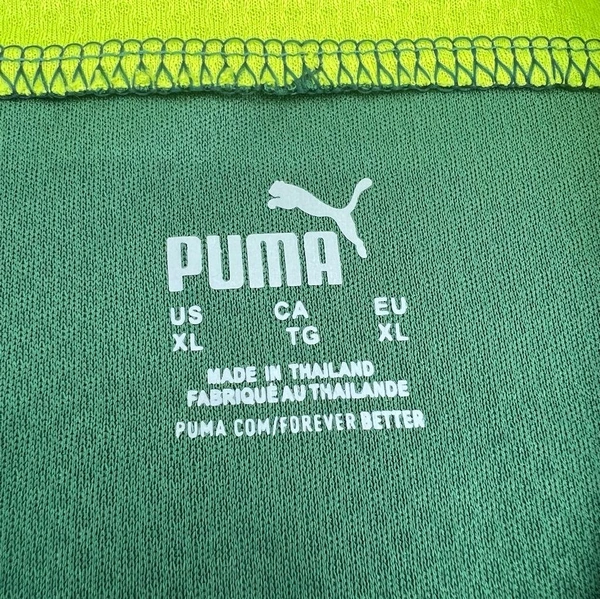 PUMA
US CA EU
XL TG XL
MADE IN THAILAND
FABRIQUÉ AU THAILANDE
PUMA.COM/FOREVER BETTER